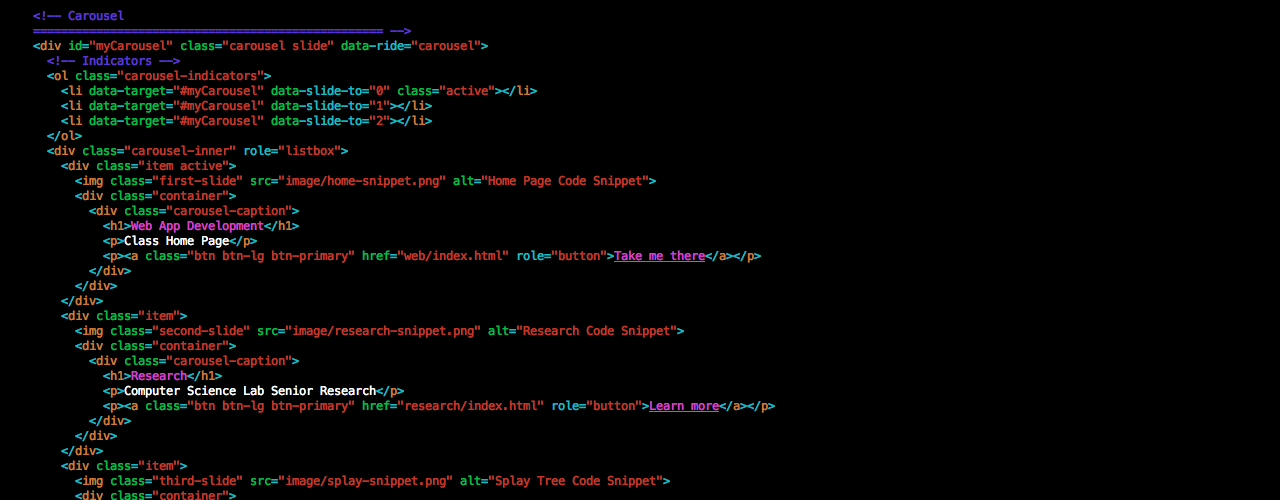 <!-- Carousel
================================================== -->
<div id="myCarousel" class="carousel slide" data-ride="carousel">
  <!-- Indicators -->
  <ol class="carousel-indicators">
    <li data-target="#myCarousel" data-slide-to="0" class="active"></li>
    <li data-target="#myCarousel" data-slide-to="1"></li>
    <li data-target="#myCarousel" data-slide-to="2"></li>
  </ol>
  <div class="carousel-inner" role="listbox">
    <div class="item active">
      <img class="first-slide" src="image/home-snippet.png" alt="Home Page Code Snippet">
      <div class="container">
        <div class="carousel-caption">
          <h1>Web App Development</h1>
          <p>Class Home Page</p>
          <p><a class="btn btn-lg btn-primary" href="web/index.html" role="button">Take me there</a></p>
        </div>
      </div>
    </div>
    <div class="item">
      <img class="second-slide" src="image/research-snippet.png" alt="Research Code Snippet">
      <div class="container">
        <div class="carousel-caption">
          <h1>Research</h1>
          <p>Computer Science Lab Senior Research</p>
          <p><a class="btn btn-lg btn-primary" href="research/index.html" role="button">Learn more</a></p>
        </div>
      </div>
    </div>
    <div class="item">
      <img class="third-slide" src="image/splay-snippet.png" alt="Splay Tree Code Snippet">
      <div class="container">